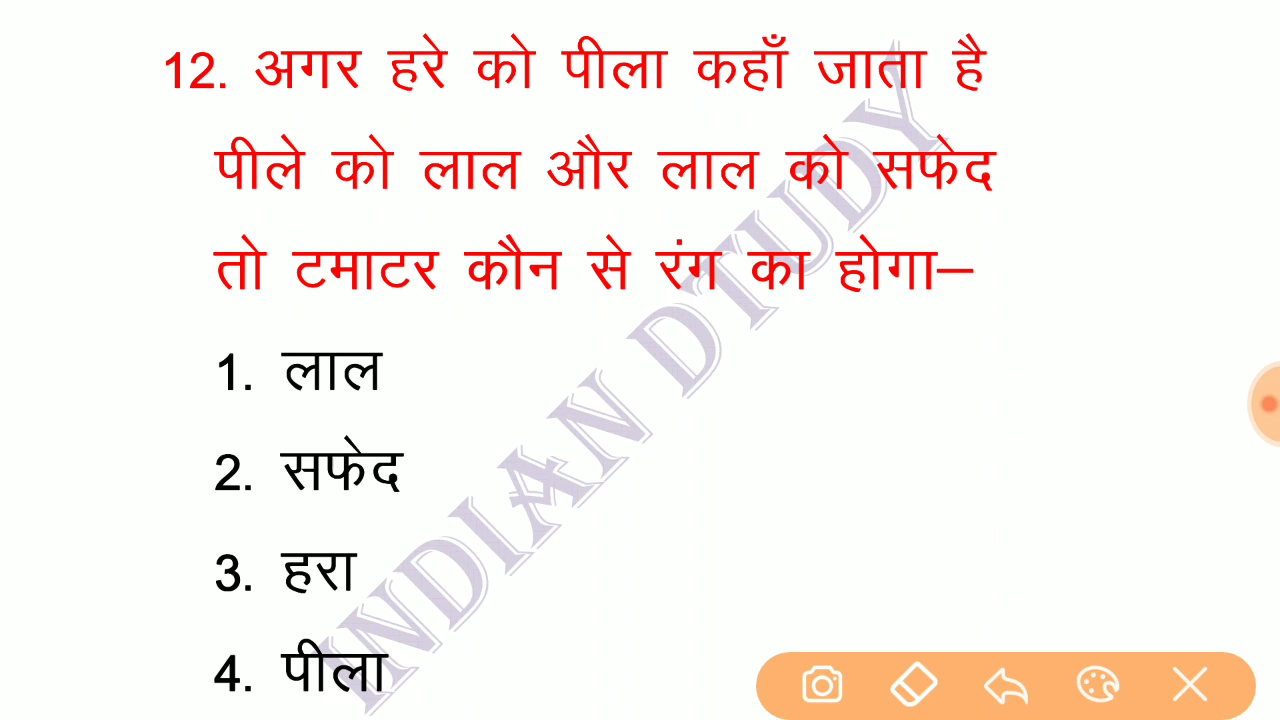 12. अगर हरे को पीला कहाँ जाता है
पीले को लाल और लाल को सफेद
तो टमाटर कौन से रंग का होगा–
1. लाल
2. सफेद
3. हरा
4. पीला
INDIAN DTUDY